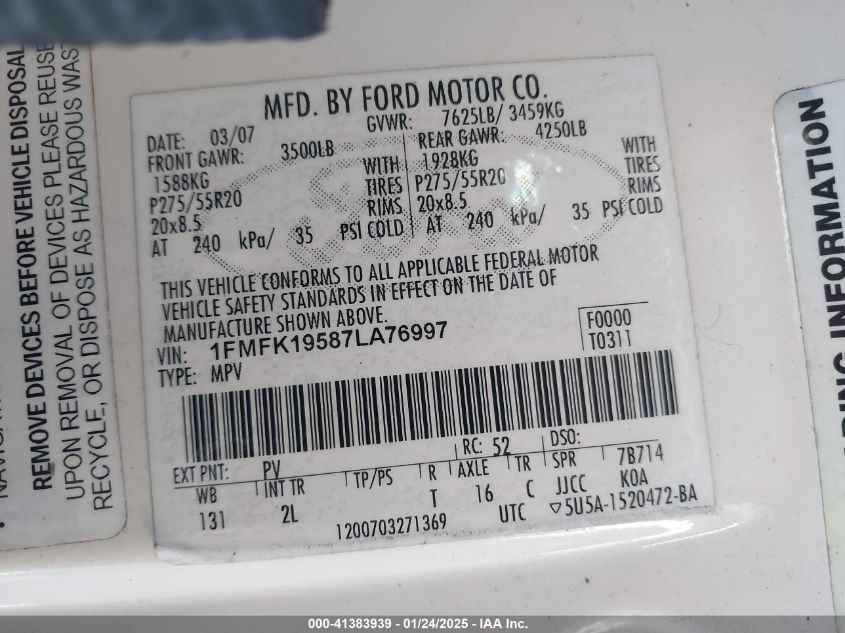 REMOVE DEVICES BEFORE VEHICLE DISPOSAL
UPON REMOVAL OF DEVICES PLEASE REUSE
RECYCLE, OR DISPOSE AS HAZARDOUS WAS
MFD. BY FORD MOTOR CO.
DATE: 03/07 GVWR: 7625LB/ 3459KG
FRONT GAWR: 3500LB REAR GAWR: 4250LB
1588KG WITH 1928KG WITH
P275/55R20 TIRES P275/55R20 TIRES
20x8.5 RIMS 20x8.5 RIMS
AT 240 kPa/ 35 PSI COLD AT 240 kPa/ 35 PSI COLD
THIS VEHICLE CONFORMS TO ALL APPLICABLE FEDERAL MOTOR
VEHICLE SAFETY STANDARDS IN EFFECT ON THE DATE OF
MANUFACTURE SHOWN ABOVE.
VIN: 1FMFK19587LA76997 F0000
TYPE: MPV T0311
EXT PNT: PV RC: 52 DSO:
WB INT TR TP/PS R AXLE TR SPR 7B714
131 2L T 16 C JJCC KOA
1200703271369 UTC ▽5U5A-1520472-BA
ING INFORMATION
000-41383939 / 01/24/2025 - IAA Inc.